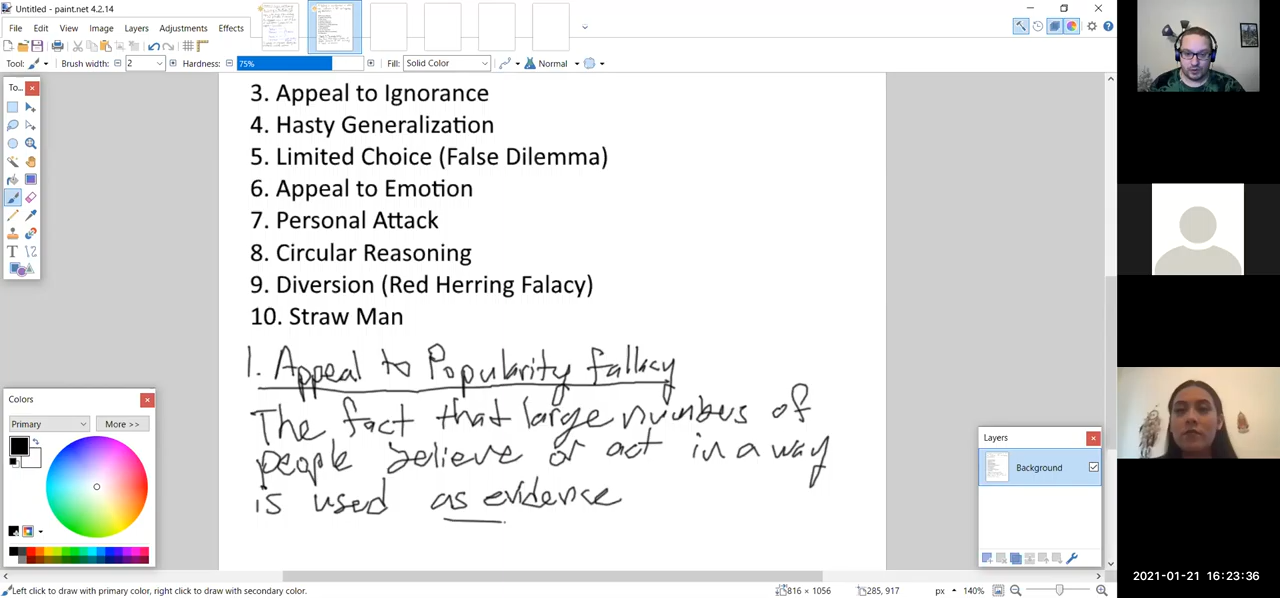 Untitled - paint.net 4.2.14
File Edit View Image Layers Adjustments Effects
Tool: Brush width: 2 Hardness: 75% Fill: Solid Color Normal
To...
3. Appeal to Ignorance
4. Hasty Generalization
5. Limited Choice (False Dilemma)
6. Appeal to Emotion
7. Personal Attack
8. Circular Reasoning
9. Diversion (Red Herring Falacy)
10. Straw Man
1. Appeal to Popularity fallacy
The fact that large numbers of
people believe or act in a way
is used as evidence
Colors
Primary More >>
Layers
Background
2021-01-21 16:23:36
Left click to draw with primary color, right click to draw with secondary color. 816 × 1056 285, 917 px 140%